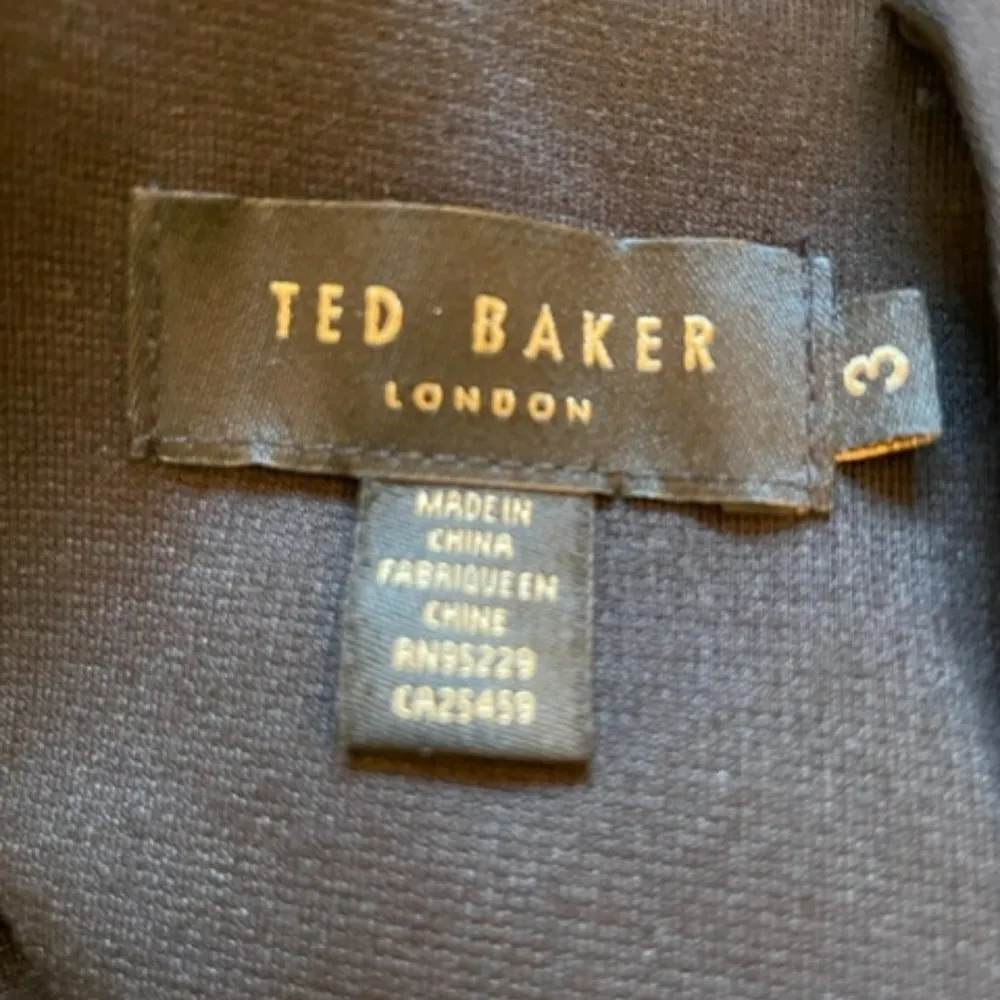 TED BAKER
LONDON
3
MADE IN
CHINA
FABRIQUE EN
CHINE
RN95229
CA25459